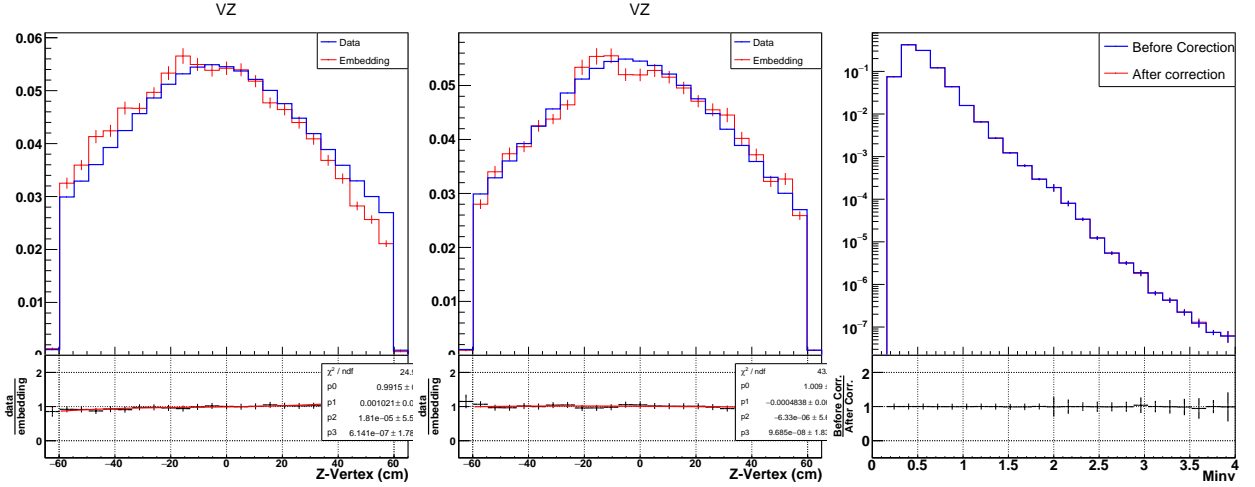 VZ
Data
Embedding
0.06
0.05
0.04
0.03
0.02
0.01
0
data
embedding
2
1
0
χ² / ndf 24.9
p0 0.9915 ±
p1 0.001021 ± 0.0
p2 1.81e−05 ± 5.5
p3 6.141e−07 ± 1.78
−60 −40 −20 0 20 40 60
Z-Vertex (cm)
VZ
Data
Embedding
0.05
0.04
0.03
0.02
0.01
0
data
embedding
2
1
0
χ² / ndf 43.
p0 1.009 ±
p1 −0.0004838 ± 0.00
p2 −6.33e−06 ± 5.
p3 9.685e−08 ± 1.8
−60 −40 −20 0 20 40 60
Z-Vertex (cm)
Before Corection
After correction
10⁻¹
10⁻²
10⁻³
10⁻⁴
10⁻⁵
10⁻⁶
10⁻⁷
Before Corr.
After Corr.
2
1
0
0 0.5 1 1.5 2 2.5 3 3.5 4